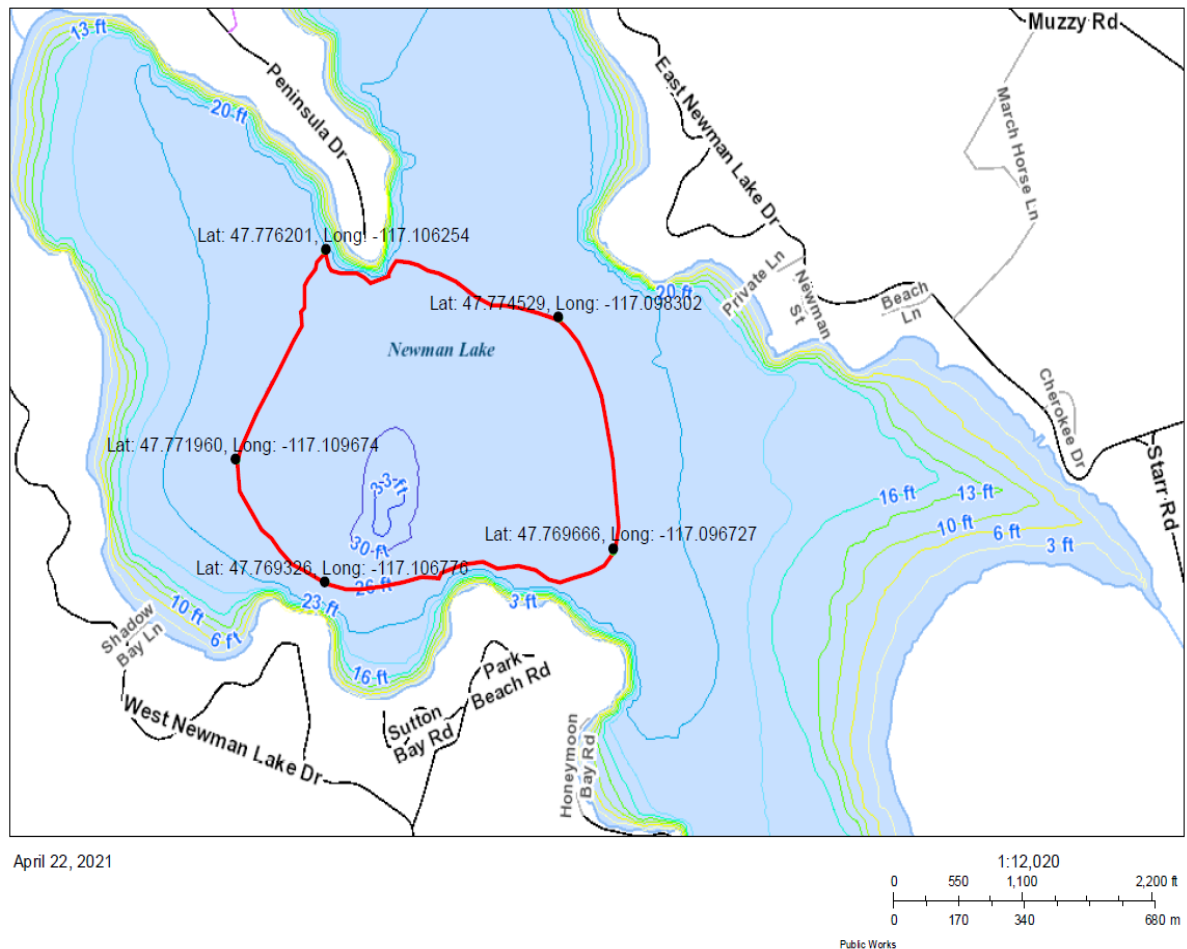 13 ft
Muzzy Rd
Peninsula Dr
20 ft
East Newman Lake Dr
March Horse Ln
Lat: 47.776201, Long: -117.106254
Private Ln
20 ft
Newman
St
Beach
Ln
Lat: 47.774529, Long: -117.098302
Newman Lake
Cherokee Dr
Lat: 47.771960, Long: -117.109674
Starr Rd
33-ft
16 ft
13 ft
10 ft
6 ft
3 ft
Lat: 47.769666, Long: -117.096727
30-ft
Lat: 47.769326, Long: -117.106770
26 ft
23 ft
3 ft
10 ft
6 ft
Shadow
Bay Ln
16 ft
Park
Beach Rd
West Newman Lake Dr
Sutton
Bay Rd
Honeymoon
Bay Rd
April 22, 2021
1:12,020
0 550 1,100 2,200 ft
0 170 340 680 m
Public Works